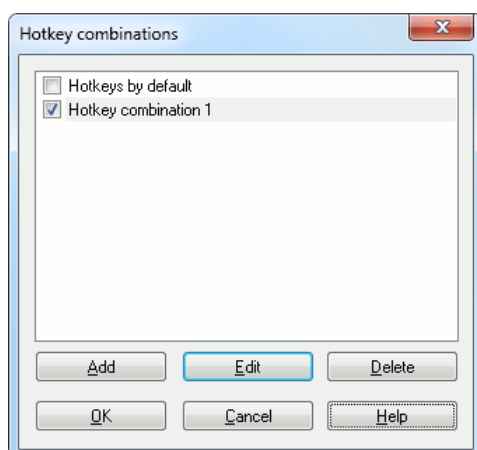 Hotkey combinations
Hotkeys by default
Hotkey combination 1
Add Edit Delete
OK Cancel Help